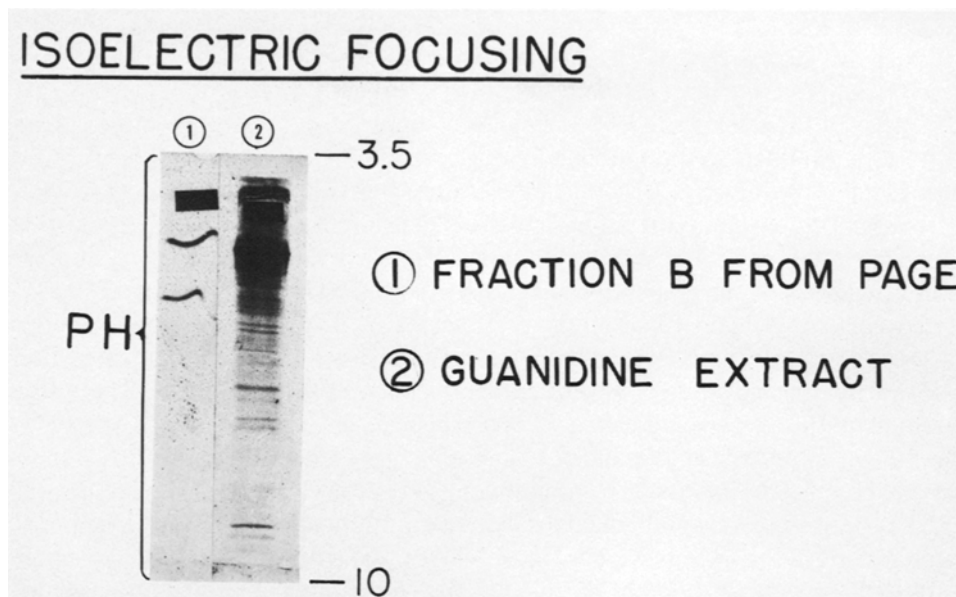 ISOELECTRIC FOCUSING
① ②
—3.5
① FRACTION B FROM PAGE
PH
② GUANIDINE EXTRACT
—10